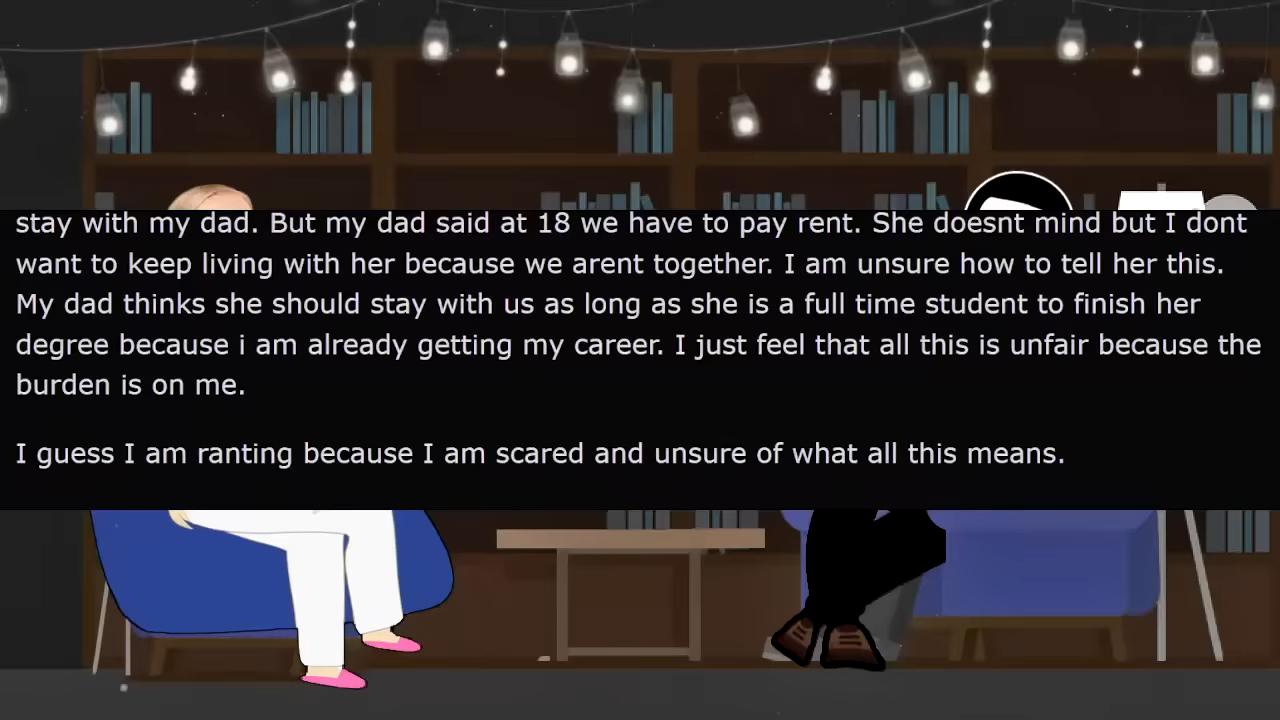 stay with my dad. But my dad said at 18 we have to pay rent. She doesnt mind but I dont
want to keep living with her because we arent together. I am unsure how to tell her this.
My dad thinks she should stay with us as long as she is a full time student to finish her
degree because i am already getting my career. I just feel that all this is unfair because the
burden is on me.
I guess I am ranting because I am scared and unsure of what all this means.